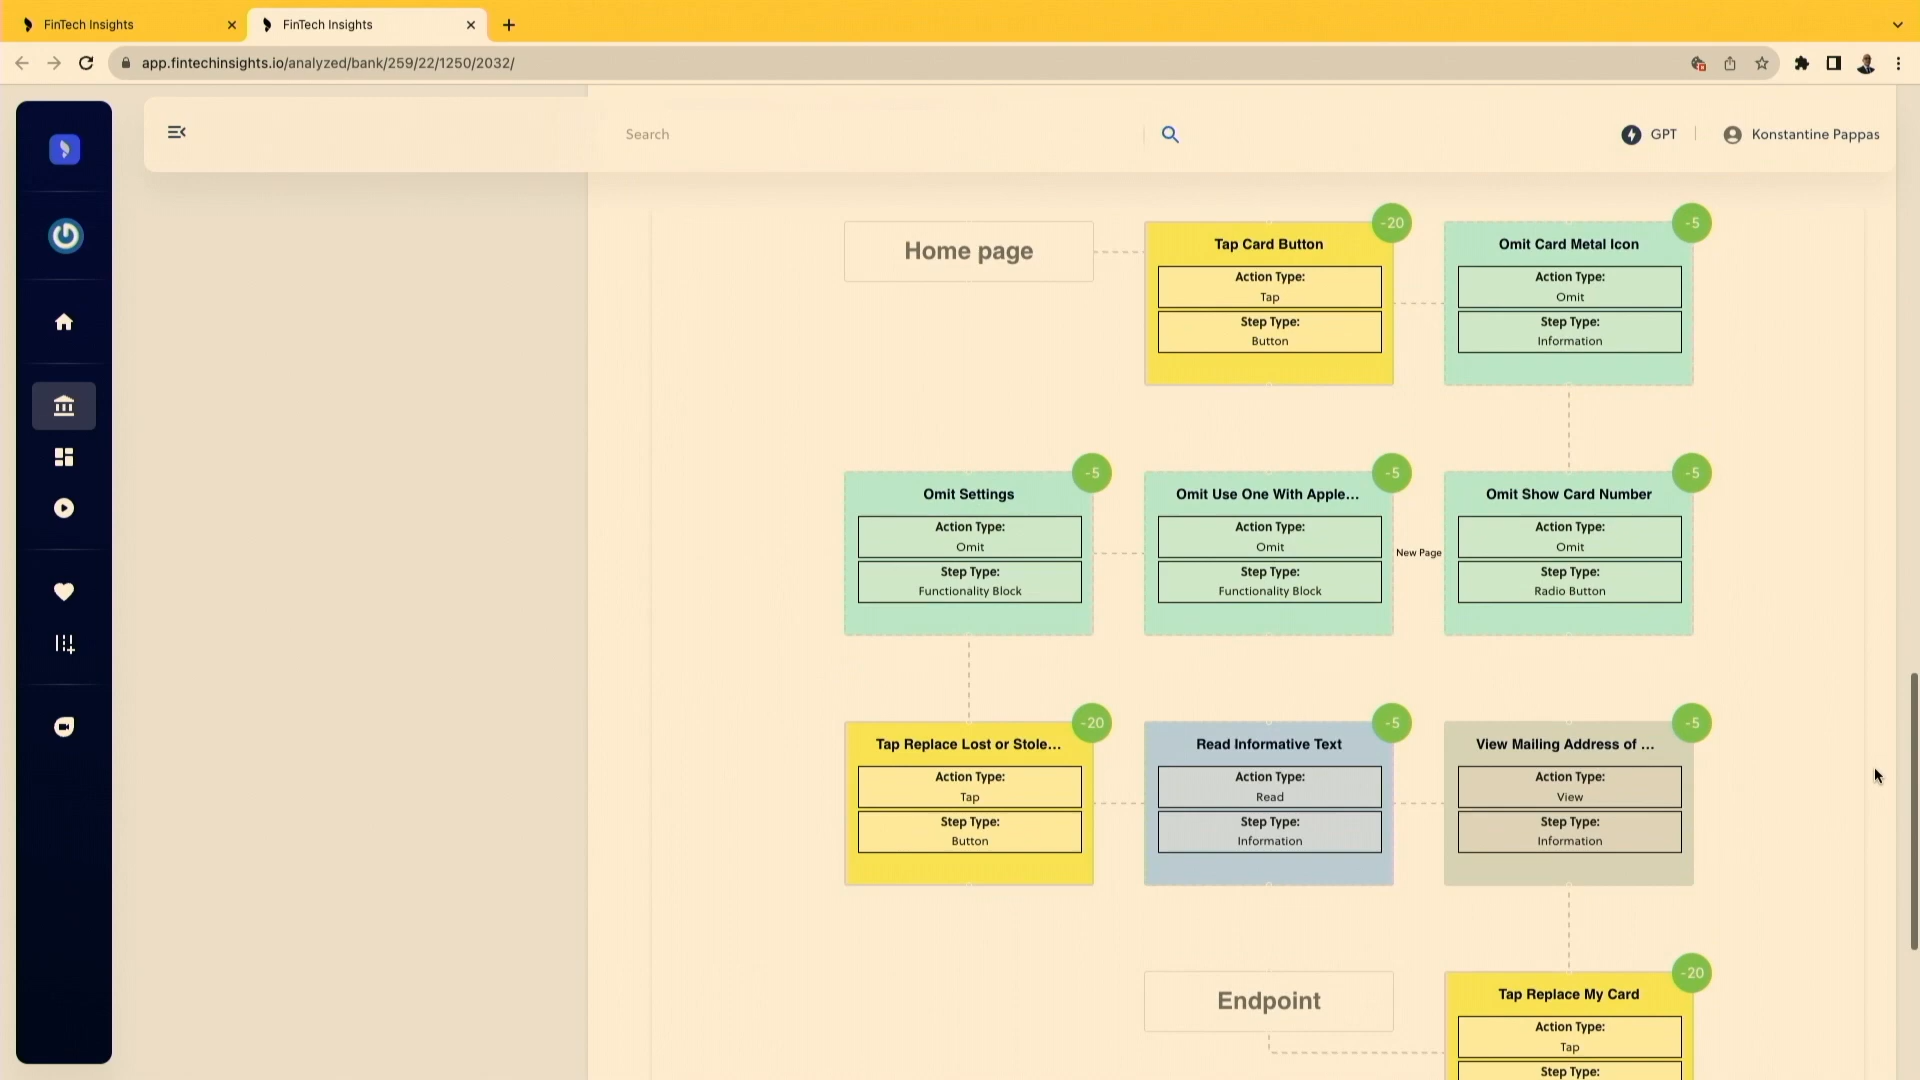 FinTech Insights
FinTech Insights
app.fintechinsights.io/analyzed/bank/259/22/1250/2032/
Search
GPT
Konstantine Pappas
Home page
-20
Tap Card Button
Action Type:
Tap
Step Type:
Button
-5
Omit Card Metal Icon
Action Type:
Omit
Step Type:
Information
-5
Omit Settings
Action Type:
Omit
Step Type:
Functionality Block
-5
Omit Use One With Apple...
Action Type:
Omit
Step Type:
Functionality Block
New Page
-5
Omit Show Card Number
Action Type:
Omit
Step Type:
Radio Button
-20
Tap Replace Lost or Stole...
Action Type:
Tap
Step Type:
Button
-5
Read Informative Text
Action Type:
Read
Step Type:
Information
-5
View Mailing Address of ...
Action Type:
View
Step Type:
Information
Endpoint
-20
Tap Replace My Card
Action Type:
Tap
Step Type: